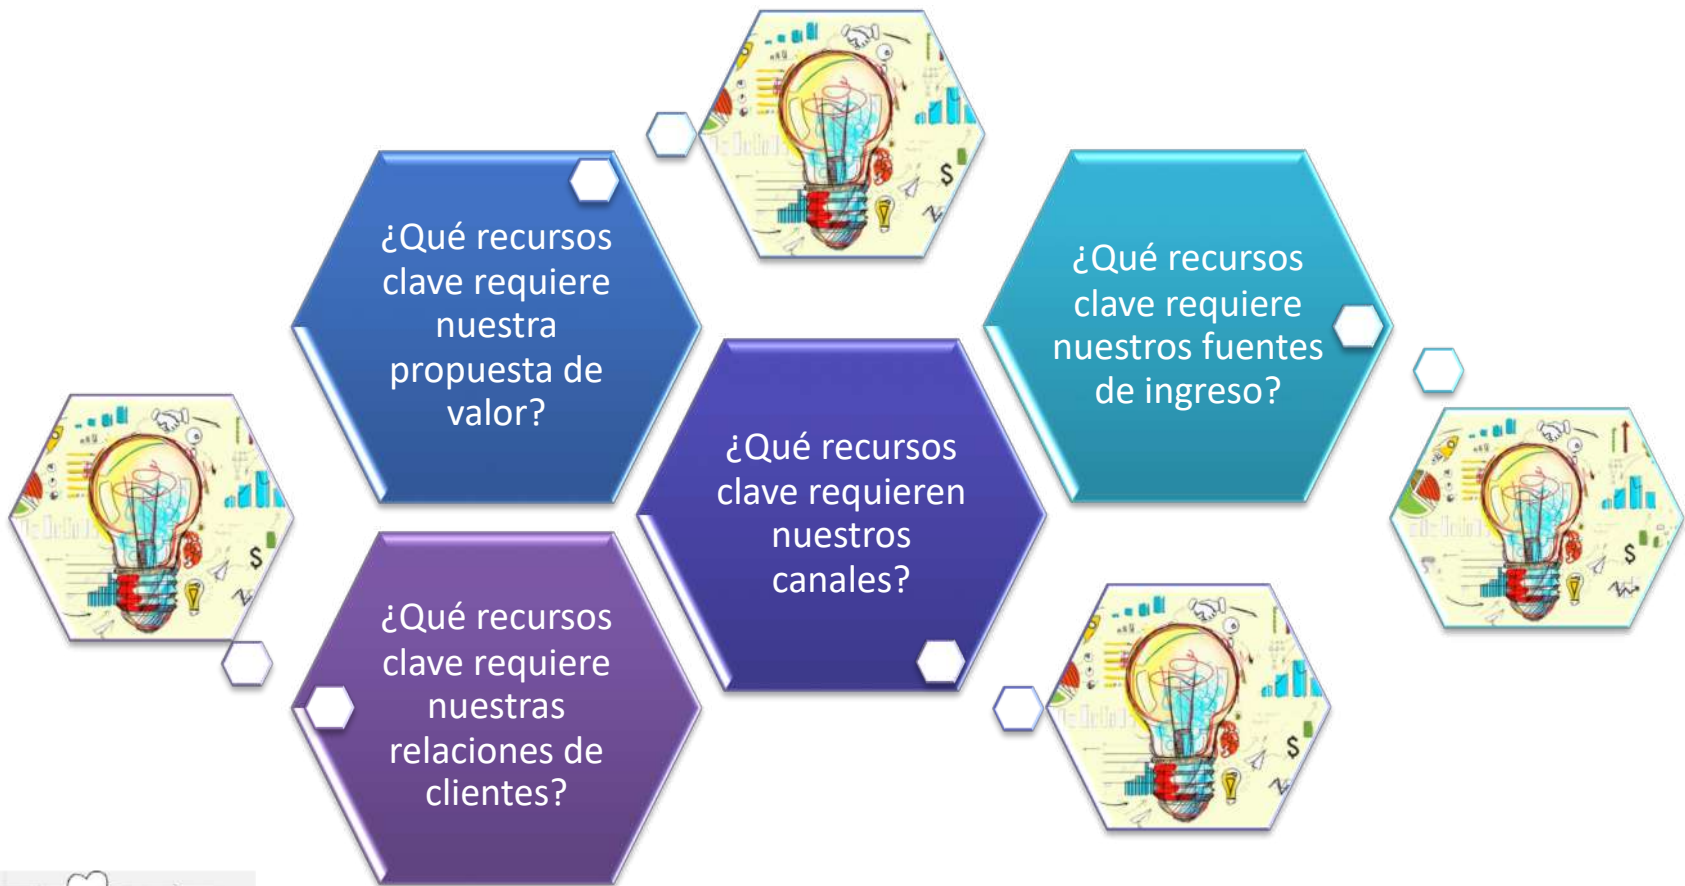 ¿Qué recursos
clave requiere
nuestra
propuesta de
valor?
¿Qué recursos
clave requieren
nuestros
canales?
¿Qué recursos
clave requiere
nuestros fuentes
de ingreso?
¿Qué recursos
clave requiere
nuestras
relaciones de
clientes?
$
$
$
$